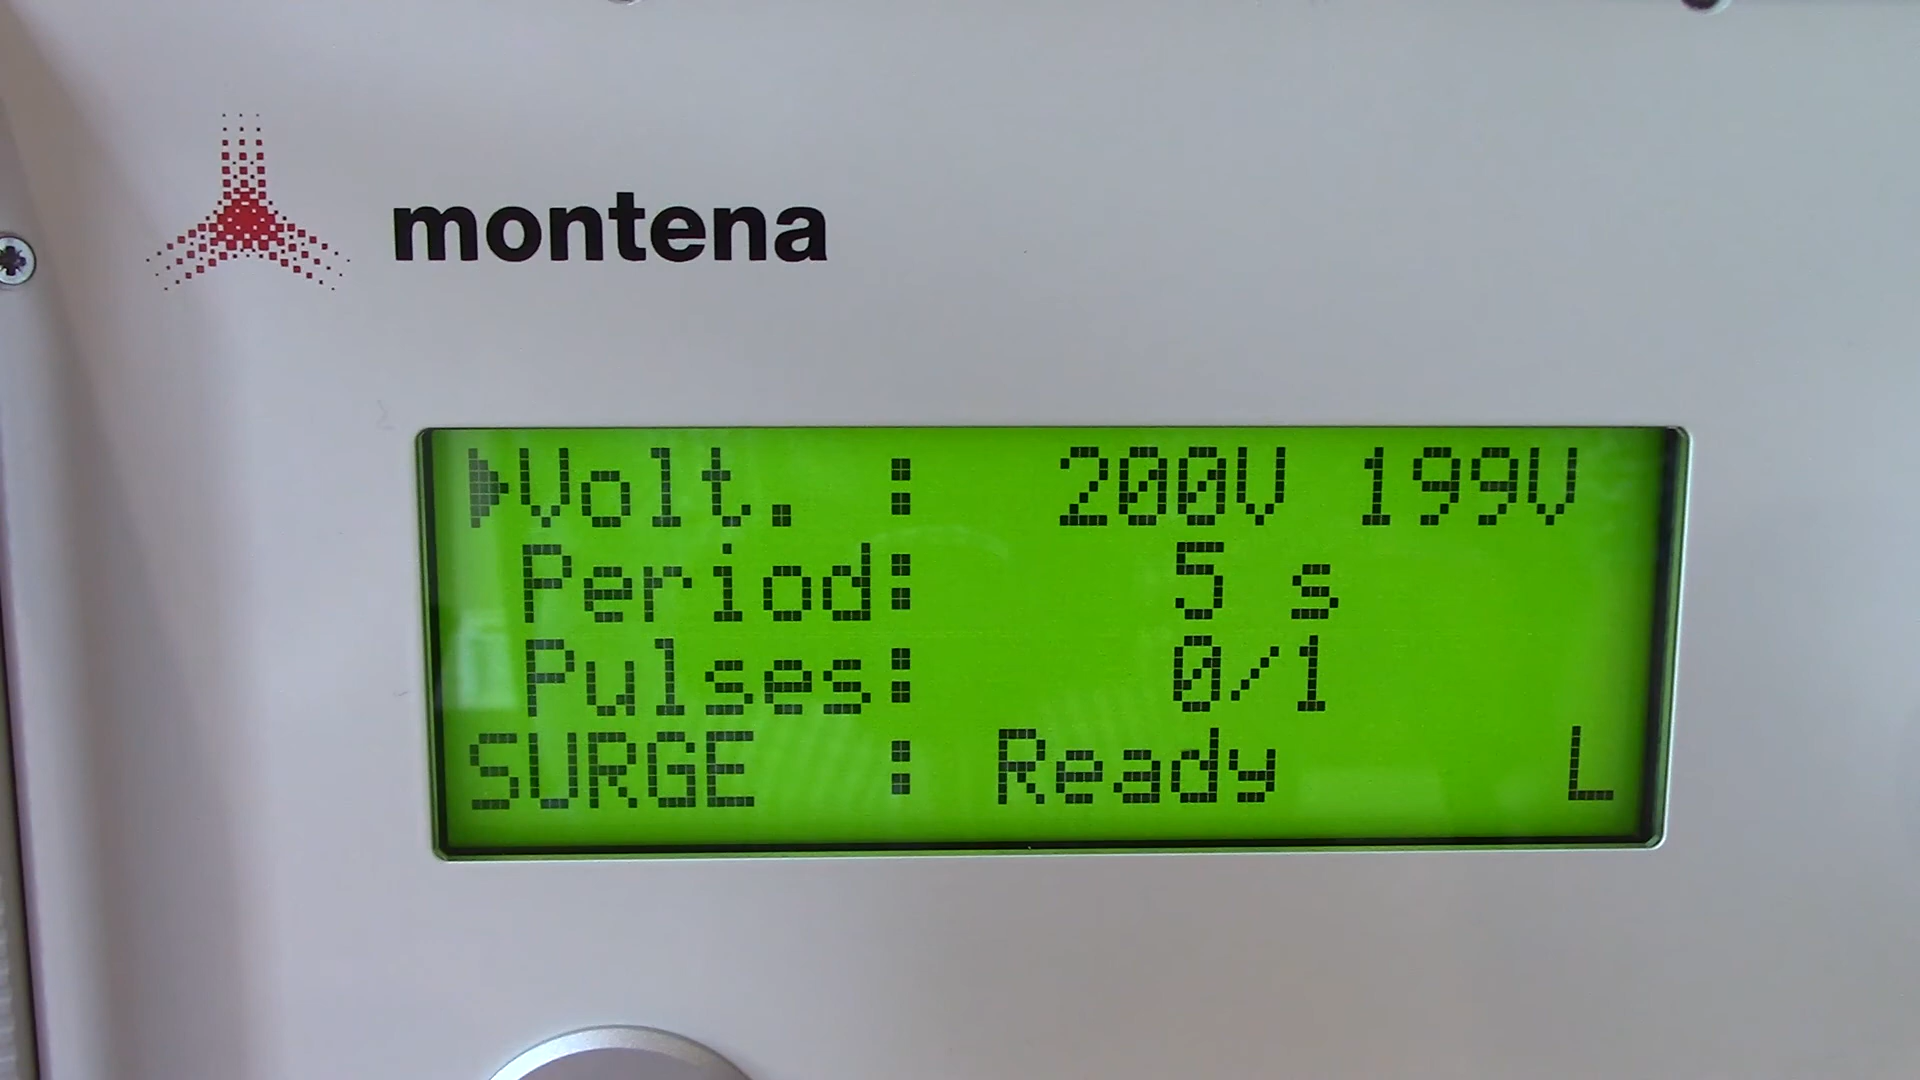 montena
Volt. : 200V 199V
Period: 5 s
Pulses: 0/1
SURGE : Ready L